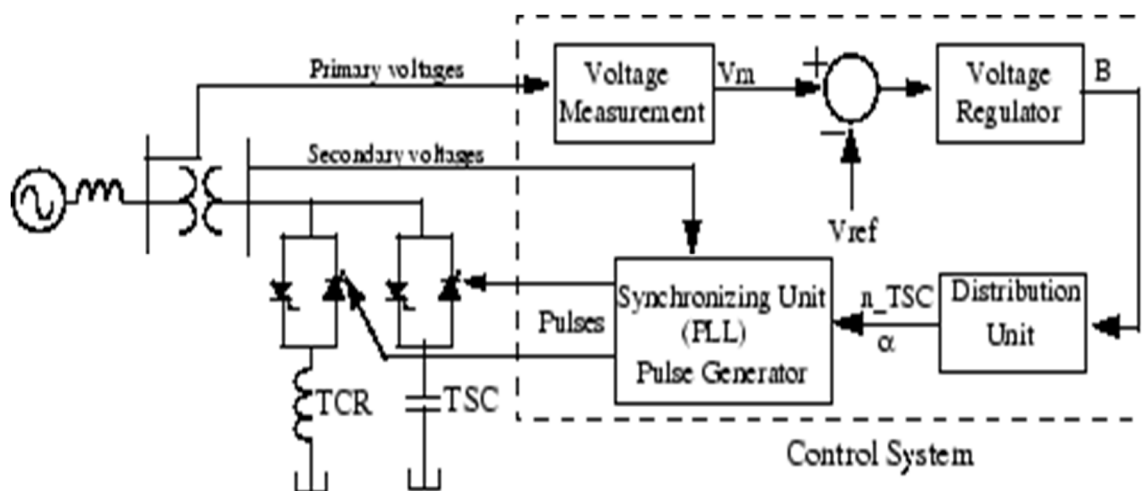 Primary voltages
Voltage
Measurement
Vm
+
Voltage
Regulator
B
Secondary voltages
−
Vref
Pulses
Synchronizing Unit
(PLL)
Pulse Generator
n_TSC
α
Distribution
Unit
TCR
TSC
Control System